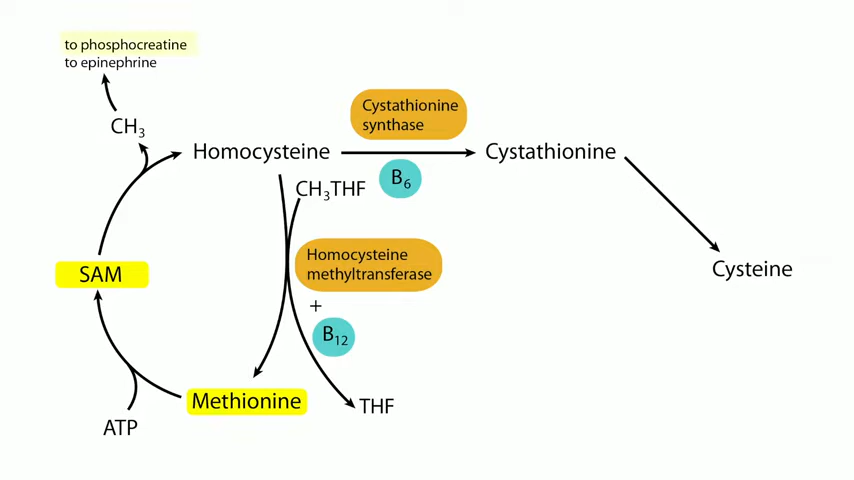 to phosphocreatine
to epinephrine
CH₃
Cystathionine
synthase
Homocysteine
Cystathionine
B₆
CH₃THF
Homocysteine
methyltransferase
SAM
Cysteine
+
B₁₂
Methionine
THF
ATP